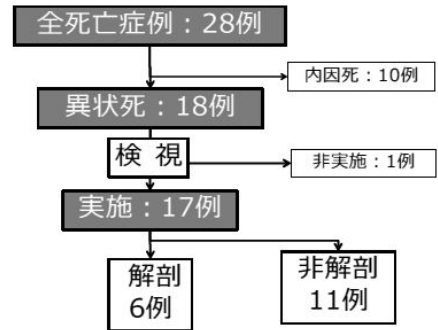 全死亡症例：28例
内因死：10例
異状死：18例
検 視
非実施：1例
実施：17例
解剖
6例
非解剖
11例